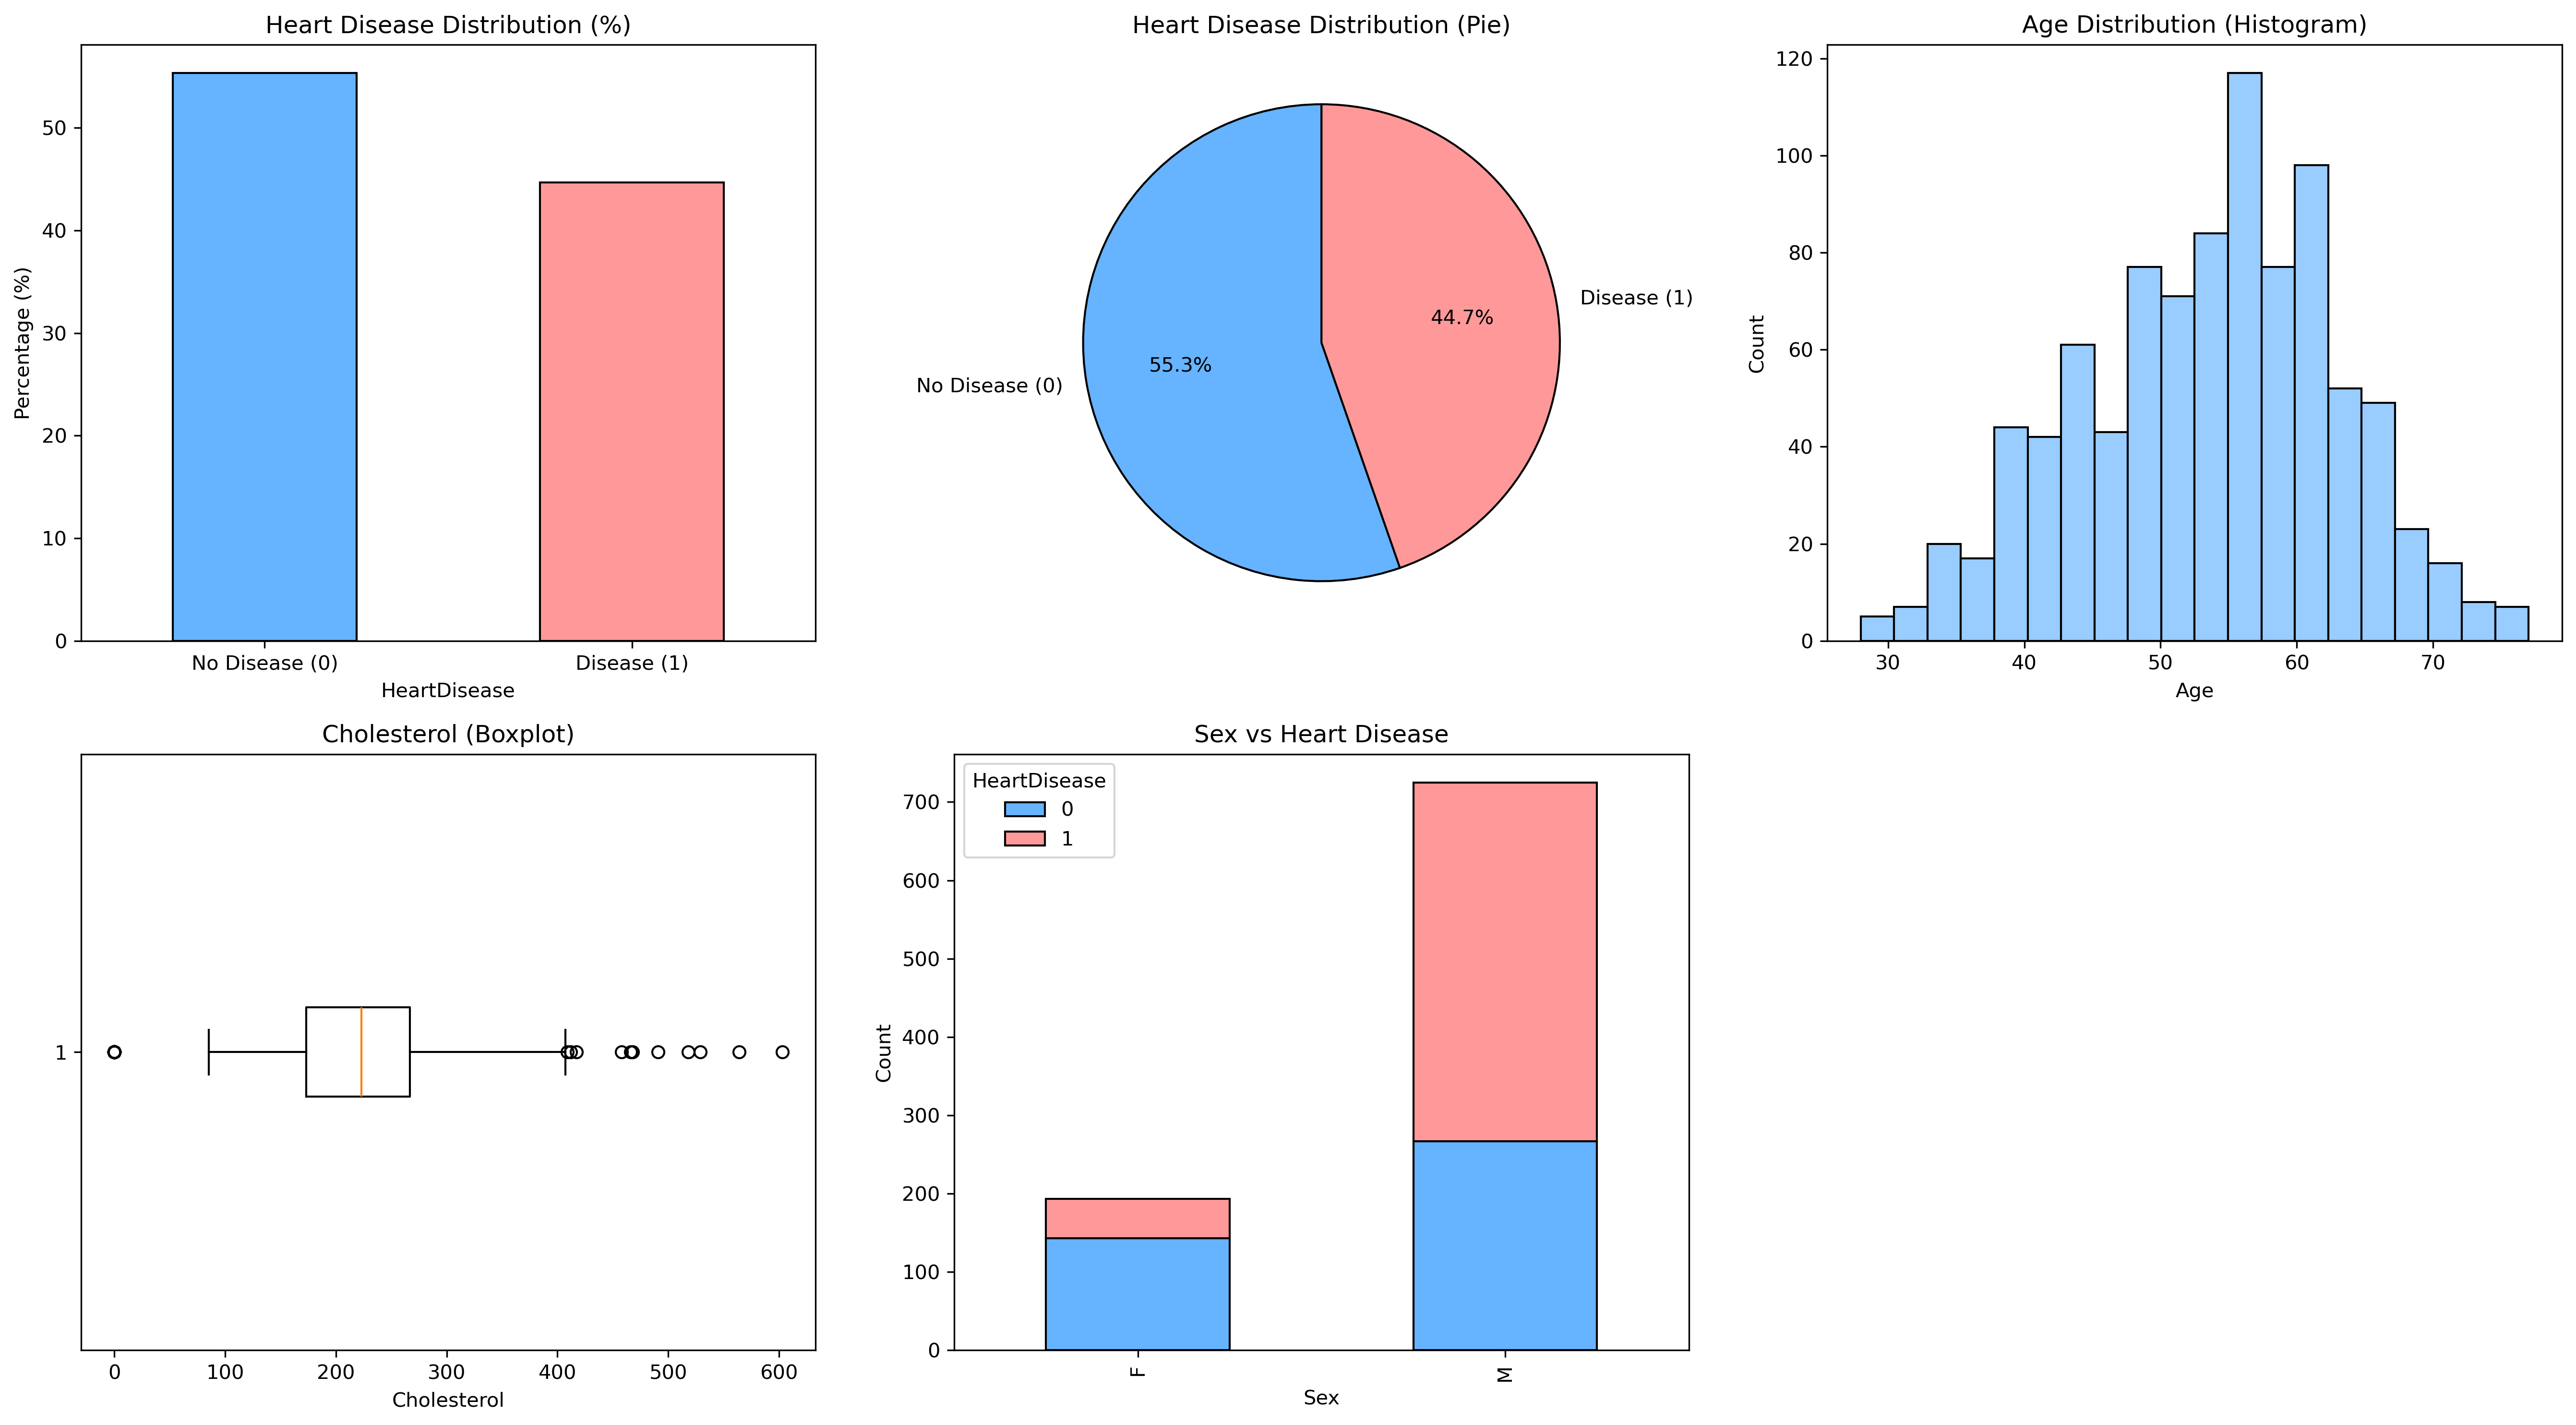 Heart Disease Distribution (%)
Percentage (%)
50
40
30
20
10
0
No Disease (0) Disease (1)
HeartDisease
Heart Disease Distribution (Pie)
Disease (1)
44.7%
55.3%
No Disease (0)
Age Distribution (Histogram)
Count
120
100
80
60
40
20
0
30 40 50 60 70
Age
Cholesterol (Boxplot)
1
0 100 200 300 400 500 600
Cholesterol
Sex vs Heart Disease
HeartDisease
0
1
Count
700
600
500
400
300
200
100
0
F M
Sex